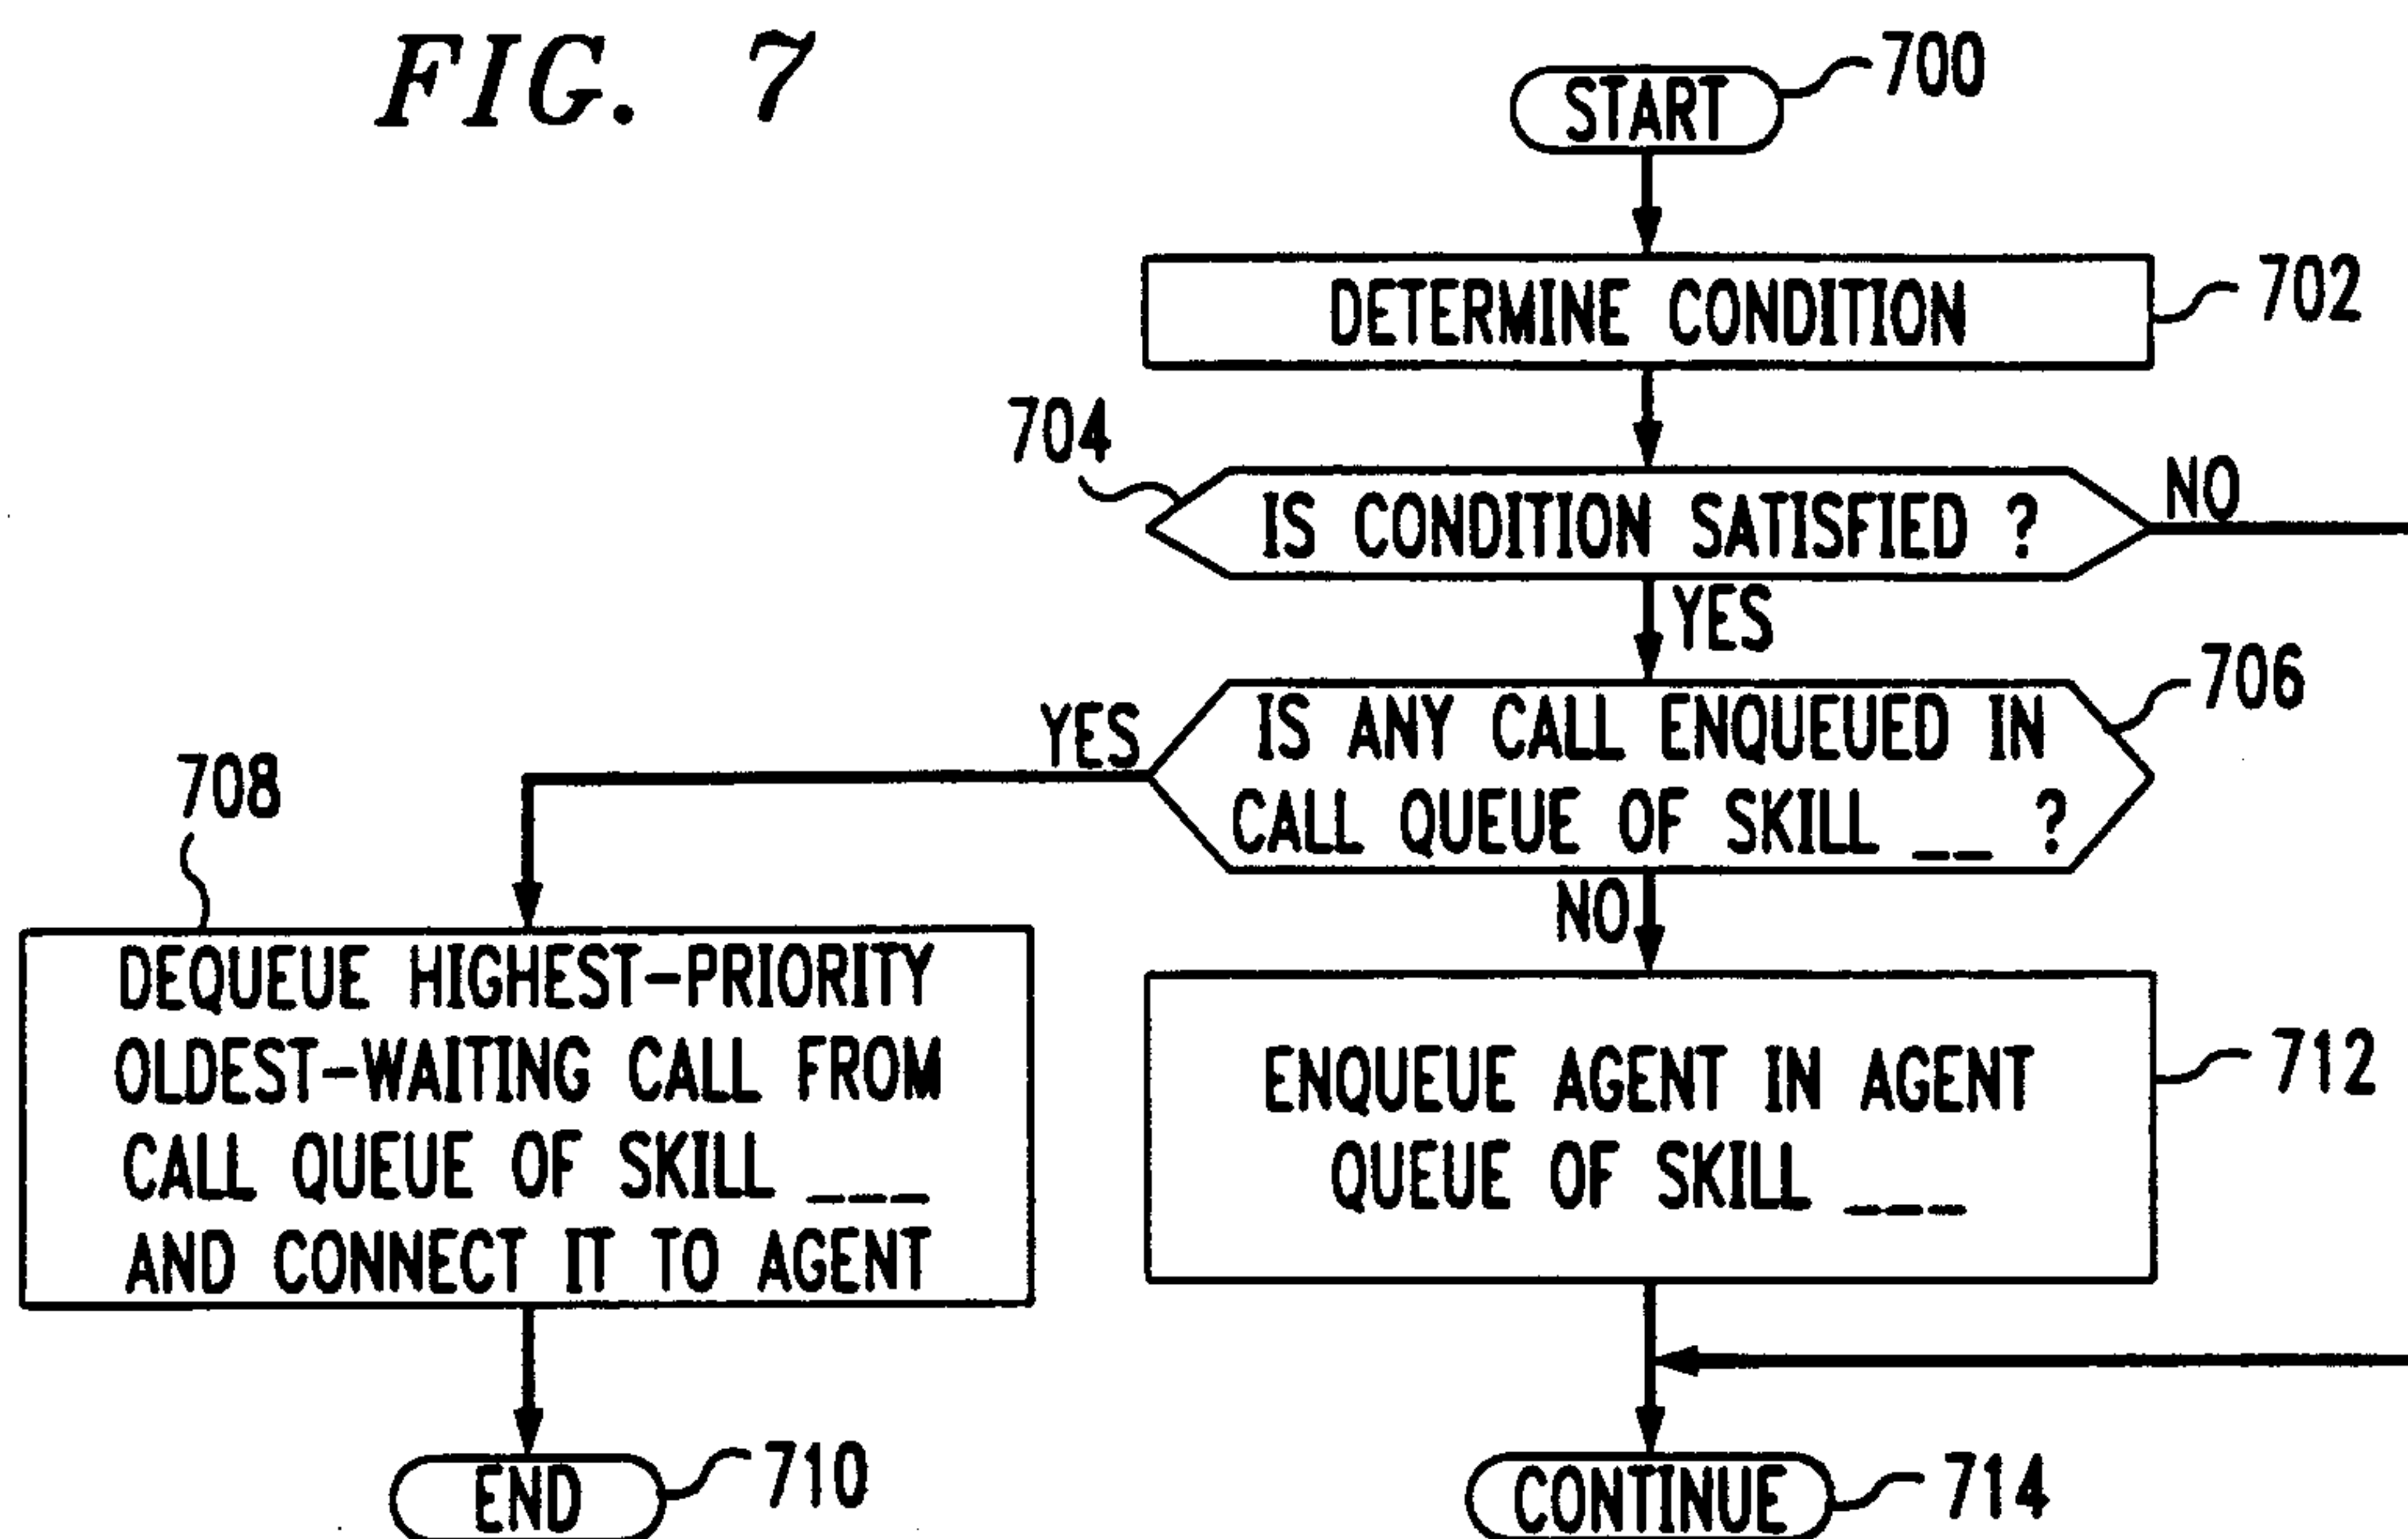 FIG. 7
START
700
DETERMINE CONDITION
702
704
IS CONDITION SATISFIED ?
NO
YES
706
IS ANY CALL ENQUEUED IN
CALL QUEUE OF SKILL __ ?
YES
NO
708
DEQUEUE HIGHEST-PRIORITY
OLDEST-WAITING CALL FROM
CALL QUEUE OF SKILL ___
AND CONNECT IT TO AGENT
ENQUEUE AGENT IN AGENT
QUEUE OF SKILL ___
712
END
710
CONTINUE
714